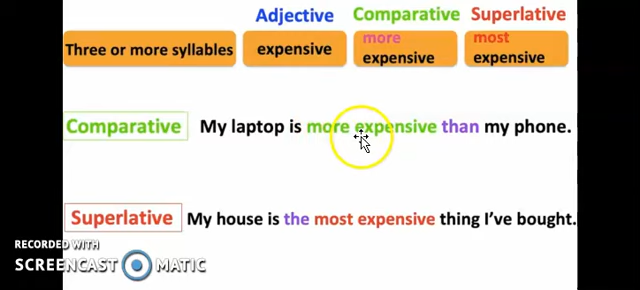 Adjective Comparative Superlative
Three or more syllables expensive more expensive most expensive
Comparative My laptop is more expensive than my phone.
Superlative My house is the most expensive thing I've bought.
RECORDED WITH
SCREENCAST MATIC